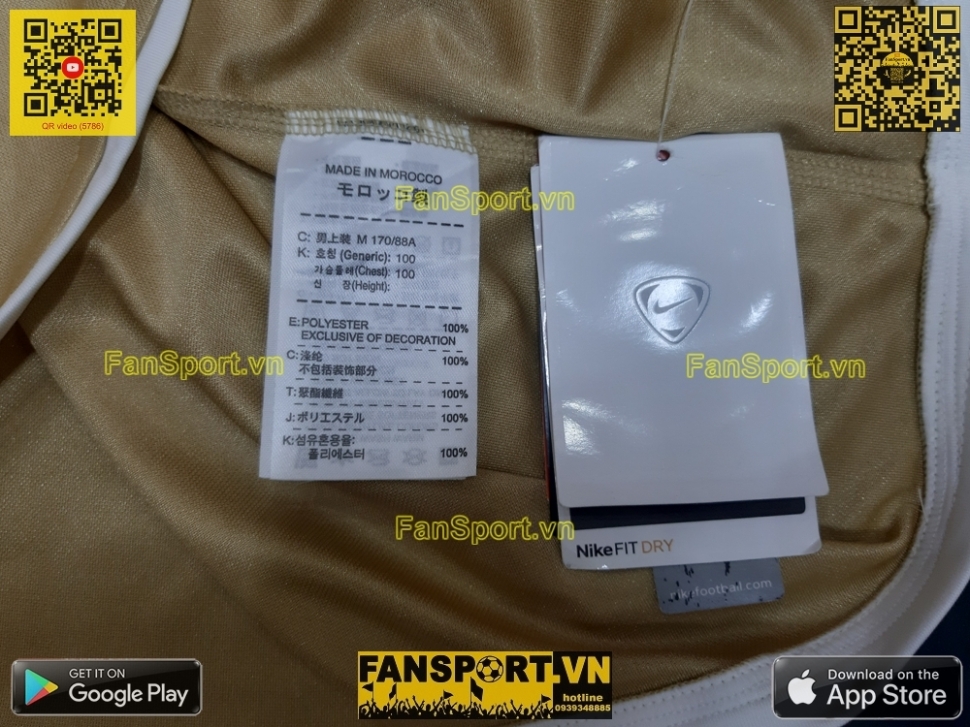 QR video (5786)
MADE IN MOROCCO
モロッコ製
FanSport.vn
C: 男上装 M 170/88A
K: 호칭 (Generic): 100
가슴둘레(Chest): 100
신 장(Height):
E:POLYESTER 100%
EXCLUSIVE OF DECORATION
C:涤纶 100%
不包括装饰部分
T:聚酯纖維 100%
J:ポリエステル 100%
K:섬유혼용율:
폴리에스터 100%
FanSport.vn
FanSport.vn
FanSport.vn
NikeFIT DRY
nikefootball.com
GET IT ON
Google Play
FANSPORT.VN
hotline
0939348885
Download on the
App Store